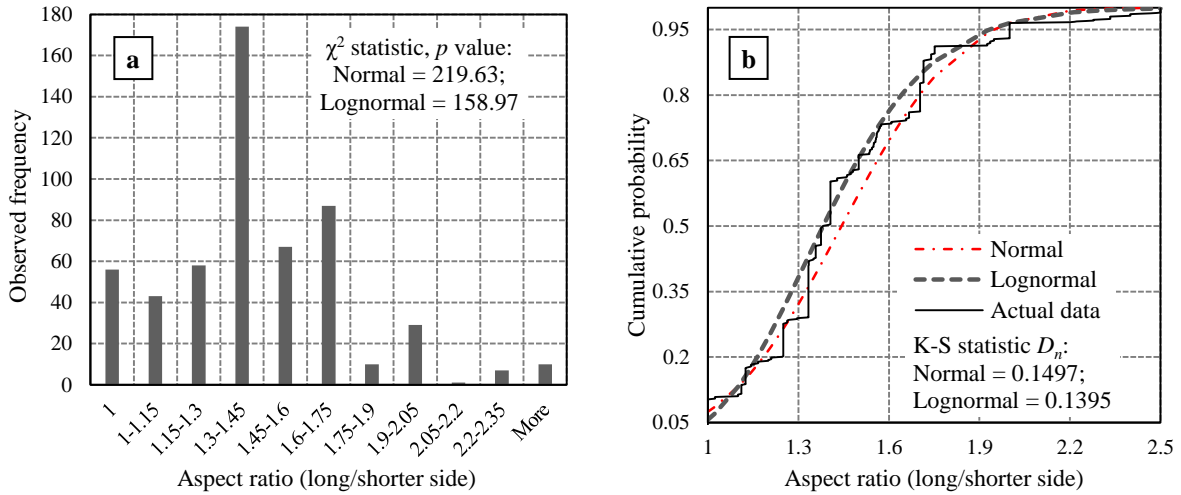 a
χ² statistic, p value:
Normal = 219.63;
Lognormal = 158.97
Observed frequency
180
160
140
120
100
80
60
40
20
0
1
1-1.15
1.15-1.3
1.3-1.45
1.45-1.6
1.6-1.75
1.75-1.9
1.9-2.05
2.05-2.2
2.2-2.35
More
Aspect ratio (long/shorter side)
b
Cumulative probability
0.95
0.8
0.65
0.5
0.35
0.2
0.05
Normal
Lognormal
Actual data
K-S statistic Dn:
Normal = 0.1497;
Lognormal = 0.1395
1
1.3
1.6
1.9
2.2
2.5
Aspect ratio (long/shorter side)